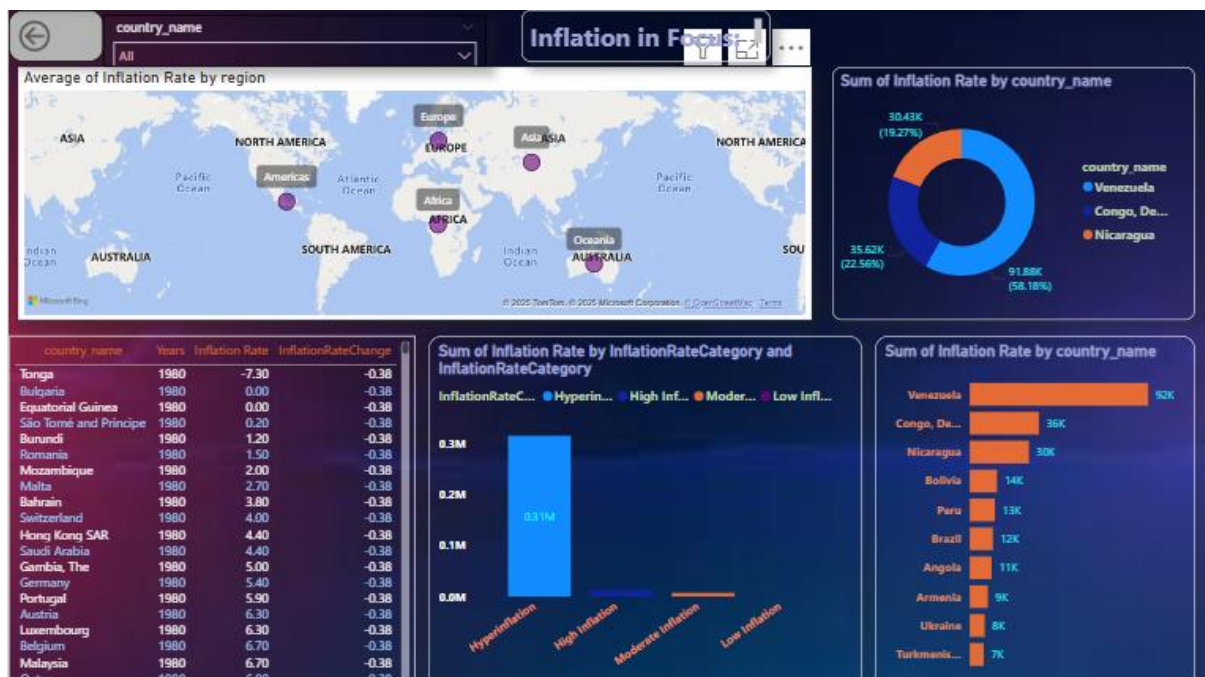 country_name
All
Inflation in Focus:
Average of Inflation Rate by region
ASIA
NORTH AMERICA
Europe
EUROPE
Asia
ASIA
NORTH AMERICA
Pacific
Ocean
Americas
Atlantic
Ocean
Africa
AFRICA
Pacific
Ocean
Indian
Ocean
AUSTRALIA
SOUTH AMERICA
Indian
Ocean
Oceania
AUSTRALIA
SOU
Microsoft Bing
© 2025 TomTom, © 2025 Microsoft Corporation, © OpenStreetMap Terms
Sum of Inflation Rate by country_name
30.43K
(19.27%)
35.62K
(22.56%)
91.88K
(58.18%)
country_name
Venezuela
Congo, De...
Nicaragua
country_name Years Inflation Rate InflationRateChange
Tonga 1980 -7.30 -0.38
Bulgaria 1980 0.00 -0.38
Equatorial Guinea 1980 0.00 -0.38
São Tomé and Príncipe 1980 0.20 -0.38
Burundi 1980 1.20 -0.38
Romania 1980 1.50 -0.38
Mozambique 1980 2.00 -0.38
Malta 1980 2.70 -0.38
Bahrain 1980 3.80 -0.38
Switzerland 1980 4.00 -0.38
Hong Kong SAR 1980 4.40 -0.38
Saudi Arabia 1980 4.40 -0.38
Gambia, The 1980 5.00 -0.38
Germany 1980 5.40 -0.38
Portugal 1980 5.90 -0.38
Austria 1980 6.30 -0.38
Luxembourg 1980 6.30 -0.38
Belgium 1980 6.70 -0.38
Malaysia 1980 6.70 -0.38
Sum of Inflation Rate by InflationRateCategory and
InflationRateCategory
InflationRateC... Hyperin... High Inf... Moder... Low Infl...
0.3M
0.2M
0.1M
0.0M
0.31M
Hyperinflation
High Inflation
Moderate Inflation
Low Inflation
Sum of Inflation Rate by country_name
Venezuela 92K
Congo, De... 36K
Nicaragua 30K
Bolivia 14K
Peru 13K
Brazil 12K
Angola 11K
Armenia 9K
Ukraine 8K
Turkmenis... 7K